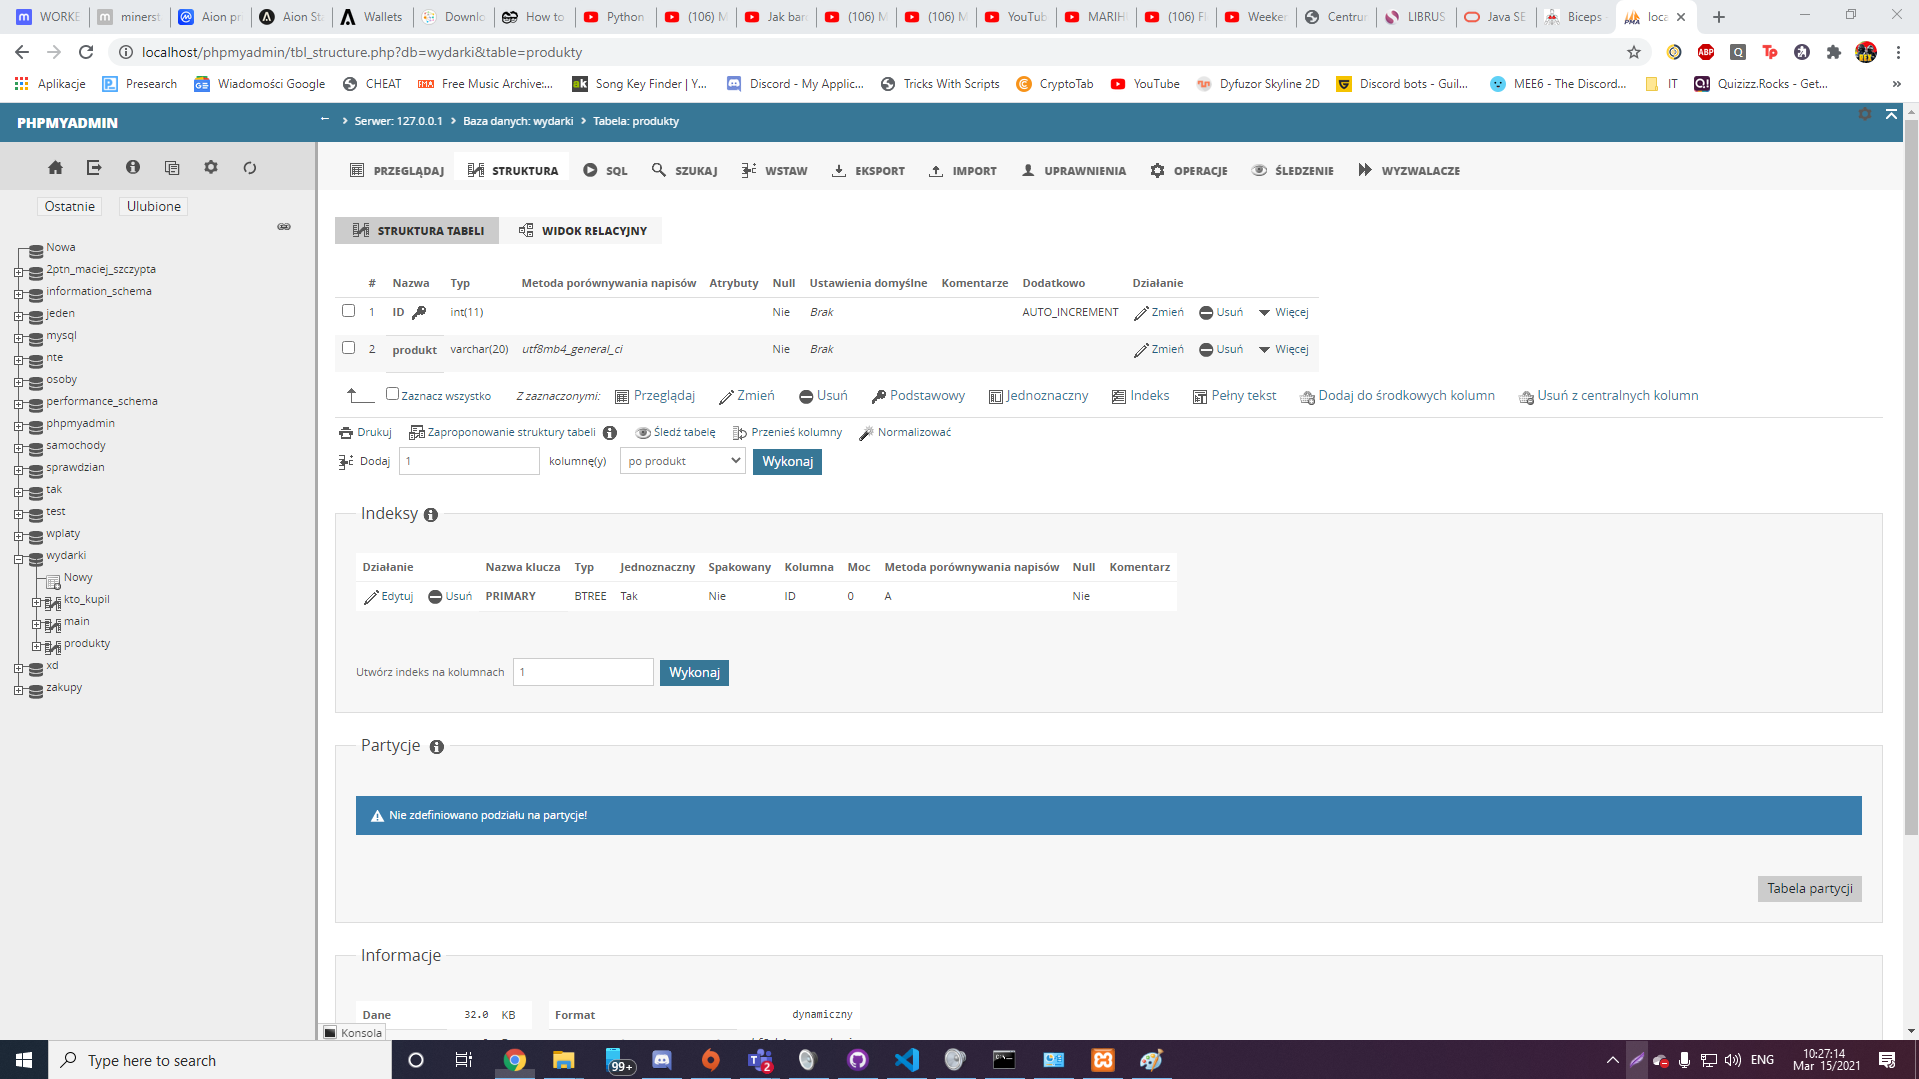 WORKE
minerst
Aion pr
Aion Sta
Wallets
Downlo
How to
Python
(106) M
Jak barc
(106) M
(106) M
YouTub
MARIHU
(106) Fl
Weeken
Centrun
LIBRUS
Java SE
Biceps
loca
localhost/phpmyadmin/tbl_structure.php?db=wydarki&table=produkty
Aplikacje Presearch Wiadomości Google CHEAT Free Music Archive:... Song Key Finder | Y... Discord - My Applic... Tricks With Scripts CryptoTab YouTube Dyfuzor Skyline 2D Discord bots - Guil... MEE6 - The Discord... IT Quizizz.Rocks - Get... »
PHPMYADMIN
Serwer: 127.0.0.1 Baza danych: wydarki Tabela: produkty
PRZEGLĄDAJ STRUKTURA SQL SZUKAJ WSTAW EKSPORT IMPORT UPRAWNIENIA OPERACJE ŚLEDZENIE WYZWALACZE
Ostatnie Ulubione
Nowa
2ptn_maciej_szczypta
information_schema
jeden
mysql
nte
osoby
performance_schema
phpmyadmin
samochody
sprawdzian
tak
test
wplaty
wydarki
Nowy
kto_kupil
main
produkty
xd
zakupy
STRUKTURA TABELI WIDOK RELACYJNY
# Nazwa Typ Metoda porównywania napisów Atrybuty Null Ustawienia domyślne Komentarze Dodatkowo Działanie
1 ID int(11) Nie Brak AUTO_INCREMENT Zmień Usuń Więcej
2 produkt varchar(20) utf8mb4_general_ci Nie Brak Zmień Usuń Więcej
Zaznacz wszystko Z zaznaczonymi: Przeglądaj Zmień Usuń Podstawowy Jednoznaczny Indeks Pełny tekst Dodaj do środkowych kolumn Usuń z centralnych kolumn
Drukuj Zaproponowanie struktury tabeli Śledź tabelę Przenieś kolumny Normalizować
Dodaj 1 kolumnę(y) po produkt Wykonaj
Indeksy
Działanie Nazwa klucza Typ Jednoznaczny Spakowany Kolumna Moc Metoda porównywania napisów Null Komentarz
Edytuj Usuń PRIMARY BTREE Tak Nie ID 0 A Nie
Utwórz indeks na kolumnach 1 Wykonaj
Partycje
Nie zdefiniowano podziału na partycje!
Tabela partycji
Informacje
Dane 32.0 KB Format dynamiczny
Konsola
Type here to search
99+
2
ENG
10:27:14
Mar 15/2021